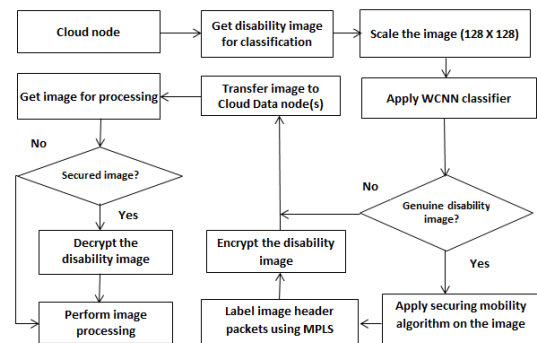 Cloud node
Get disability image
for classification
Scale the image (128 X 128)
Get image for processing
Transfer image to
Cloud Data node(s)
Apply WCNN classifier
No
Secured image?
Yes
No
Genuine disability
image?
Yes
Decrypt the
disability image
Encrypt the disability
image
Perform image
processing
Label image header
packets using MPLS
Apply securing mobility
algorithm on the image